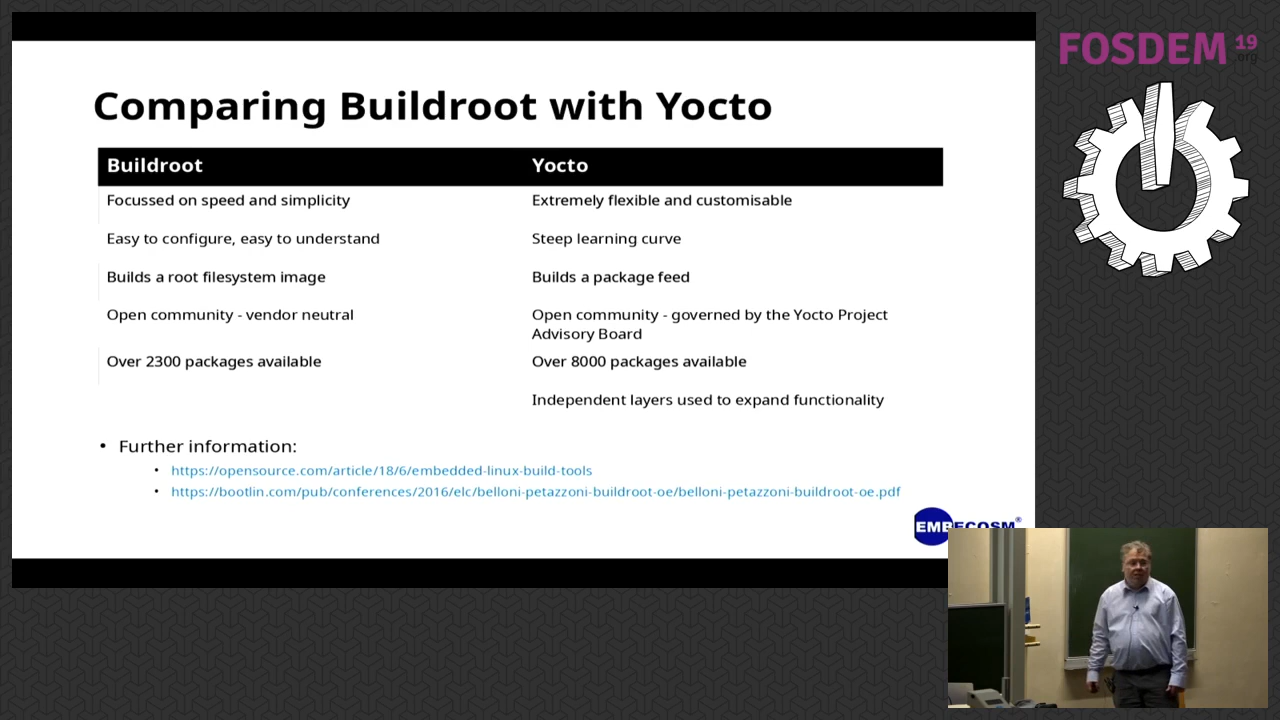 FOSDEM 19
.org
Comparing Buildroot with Yocto
Buildroot Yocto
Focussed on speed and simplicity Extremely flexible and customisable
Easy to configure, easy to understand Steep learning curve
Builds a root filesystem image Builds a package feed
Open community - vendor neutral Open community - governed by the Yocto Project
Advisory Board
Over 2300 packages available Over 8000 packages available
Independent layers used to expand functionality
• Further information:
• https://opensource.com/article/18/6/embedded-linux-build-tools
• https://bootlin.com/pub/conferences/2016/elc/belloni-petazzoni-buildroot-oe/belloni-petazzoni-buildroot-oe.pdf
EMBECOSM®